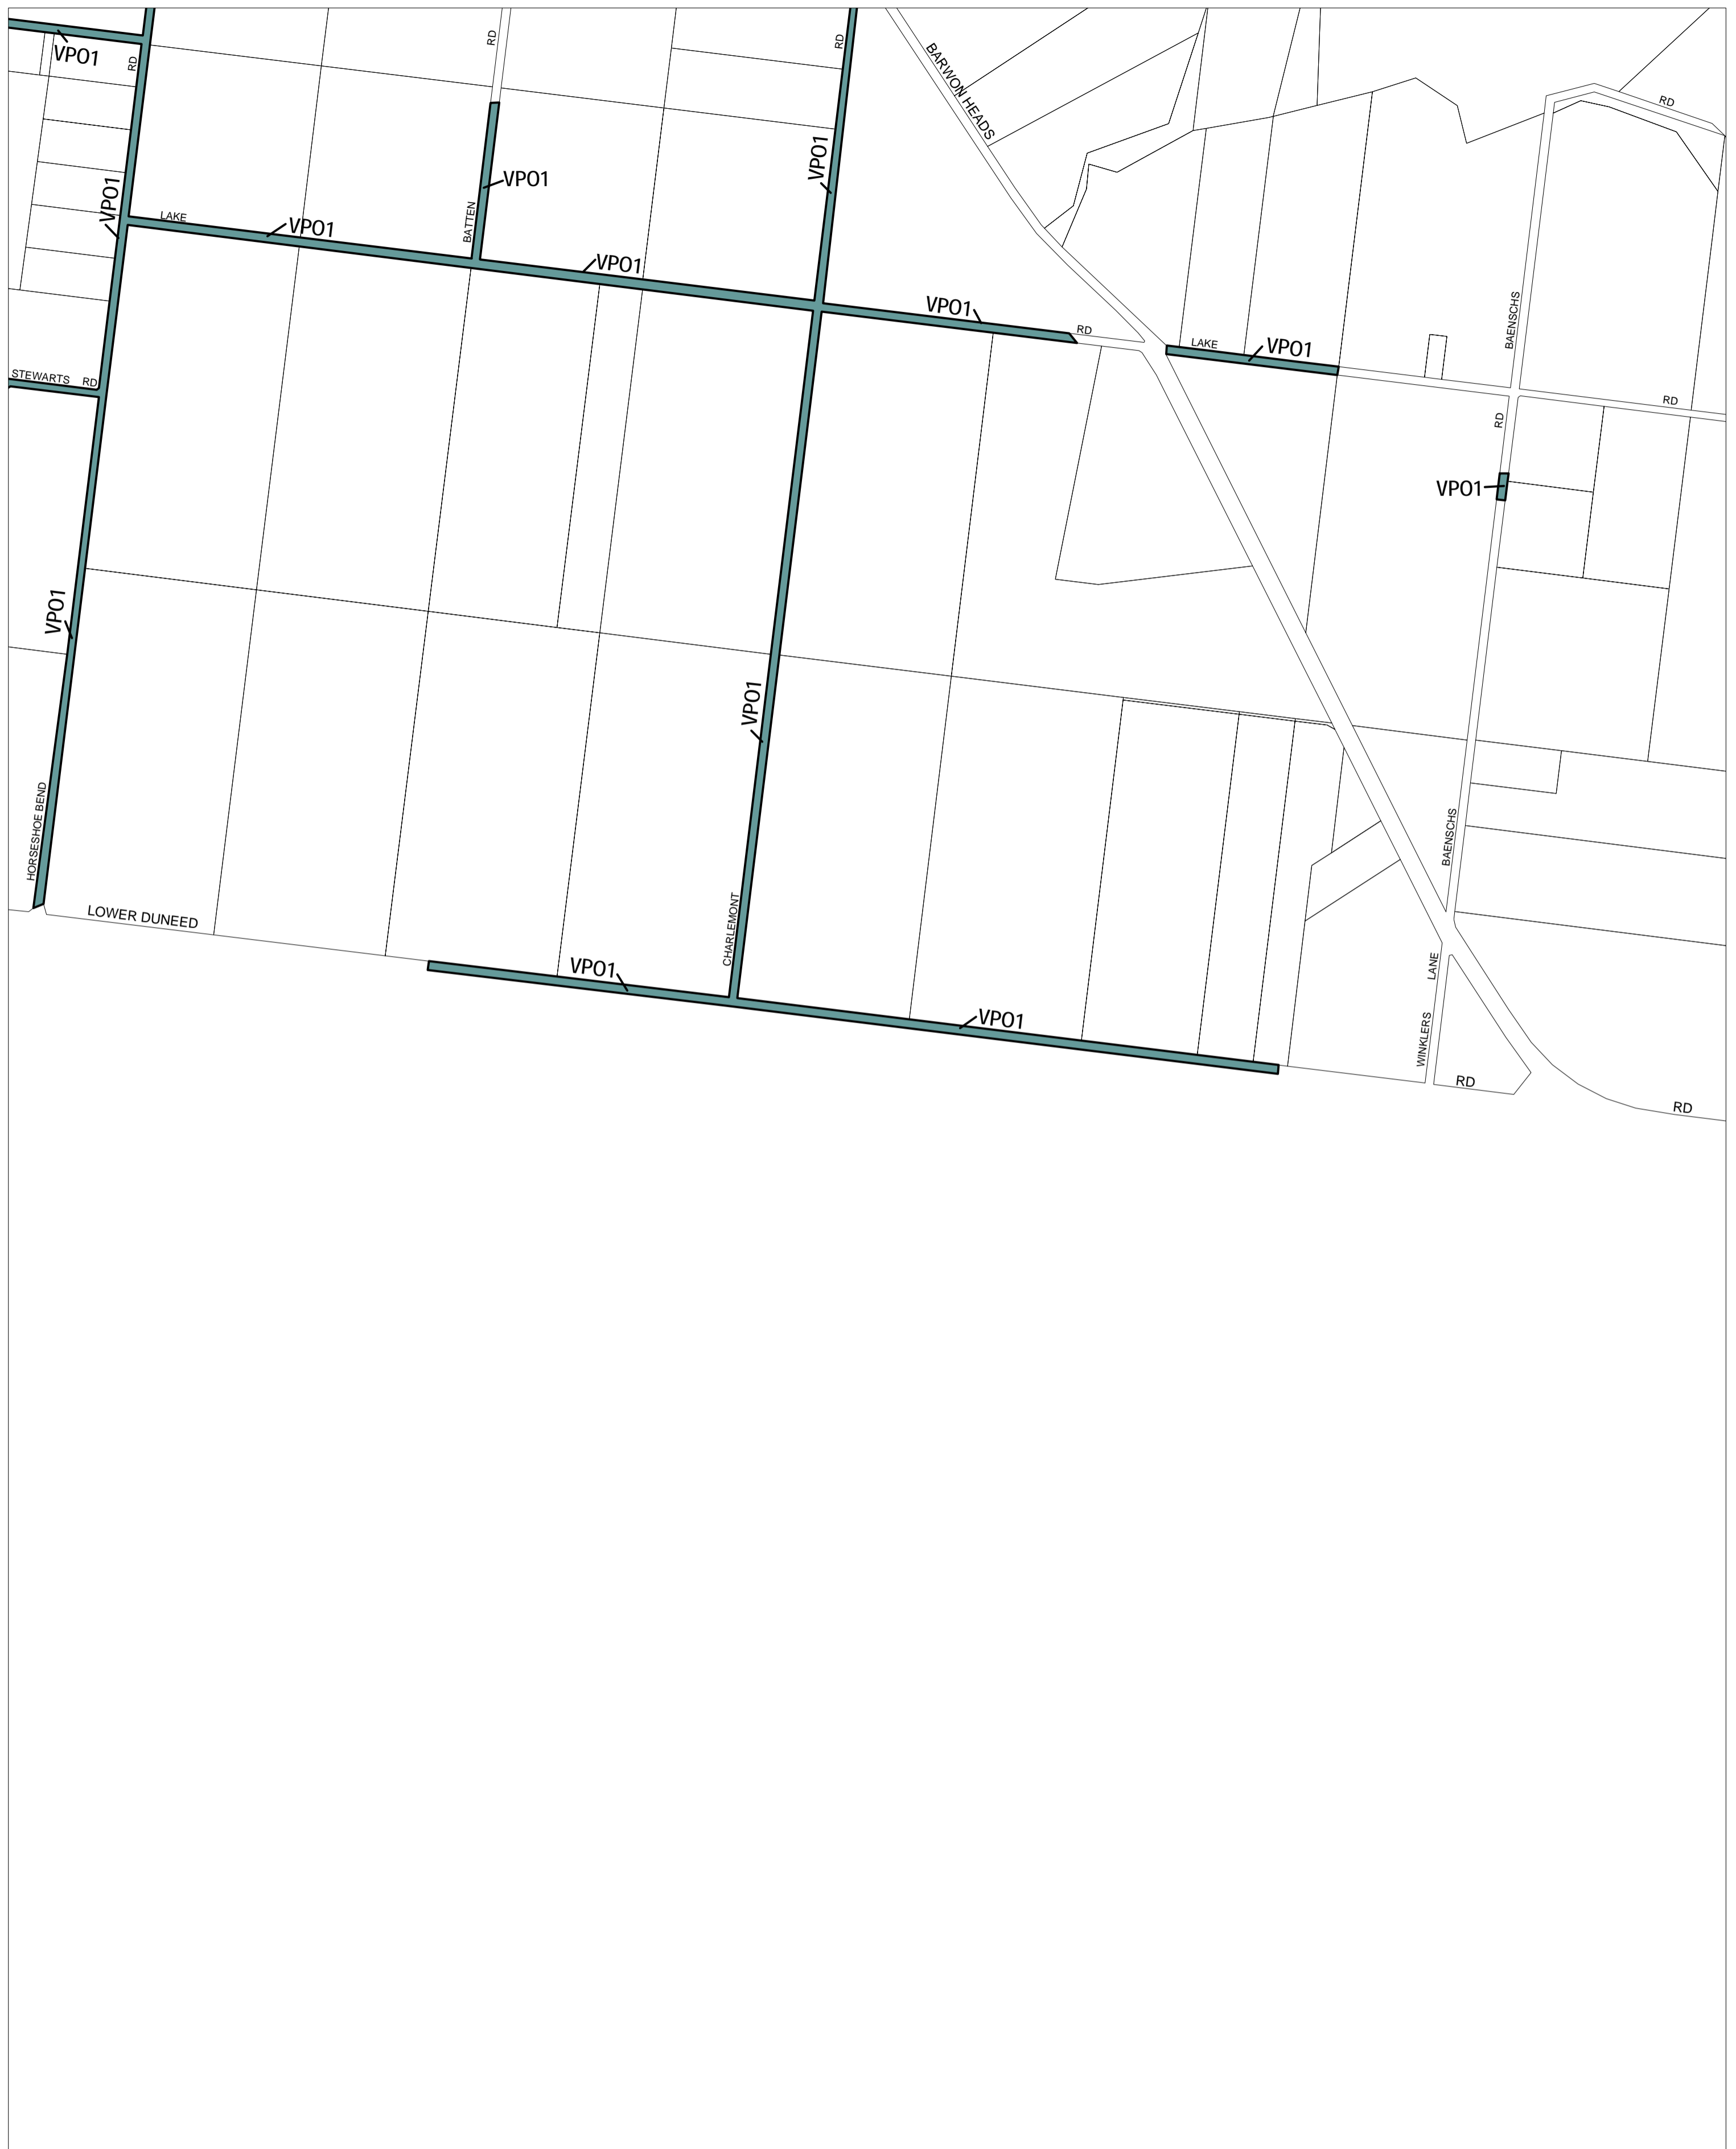 RD
RD
BARWON HEADS
VPO1
RD
RD
VPO1
VPO1
VPO1
LAKE
VPO1
BATTEN
VPO1
VPO1
BAENSCHS
RD
LAKE
VPO1
STEWARTS RD
RD
RD
VPO1
VPO1
VPO1
HORSESHOE BEND
BAENSCHS
LOWER DUNEED
CHARLEMONT
VPO1
LANE
VPO1
WINKLERS
RD
RD